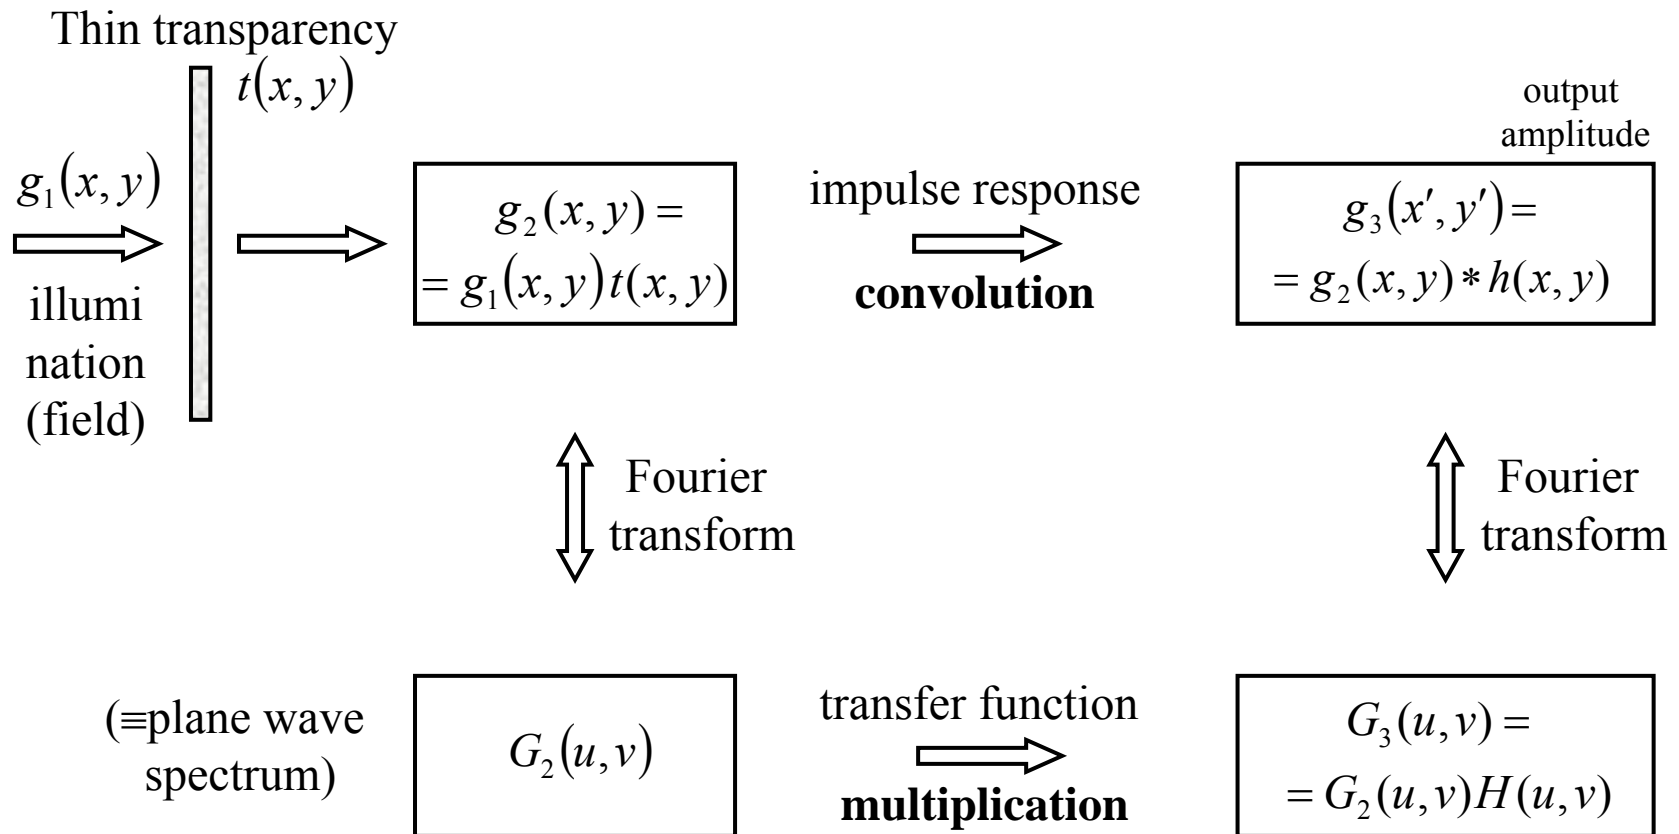 Thin transparency
t(x, y)
g₁(x, y)
illumi
nation
(field)
g₂(x, y) =
= g₁(x, y)t(x, y)
impulse response
convolution
output
amplitude
g₃(x′, y′) =
= g₂(x, y) * h(x, y)
Fourier
transform
Fourier
transform
(≡plane wave
spectrum)
G₂(u, v)
transfer function
multiplication
G₃(u, v) =
= G₂(u, v)H(u, v)